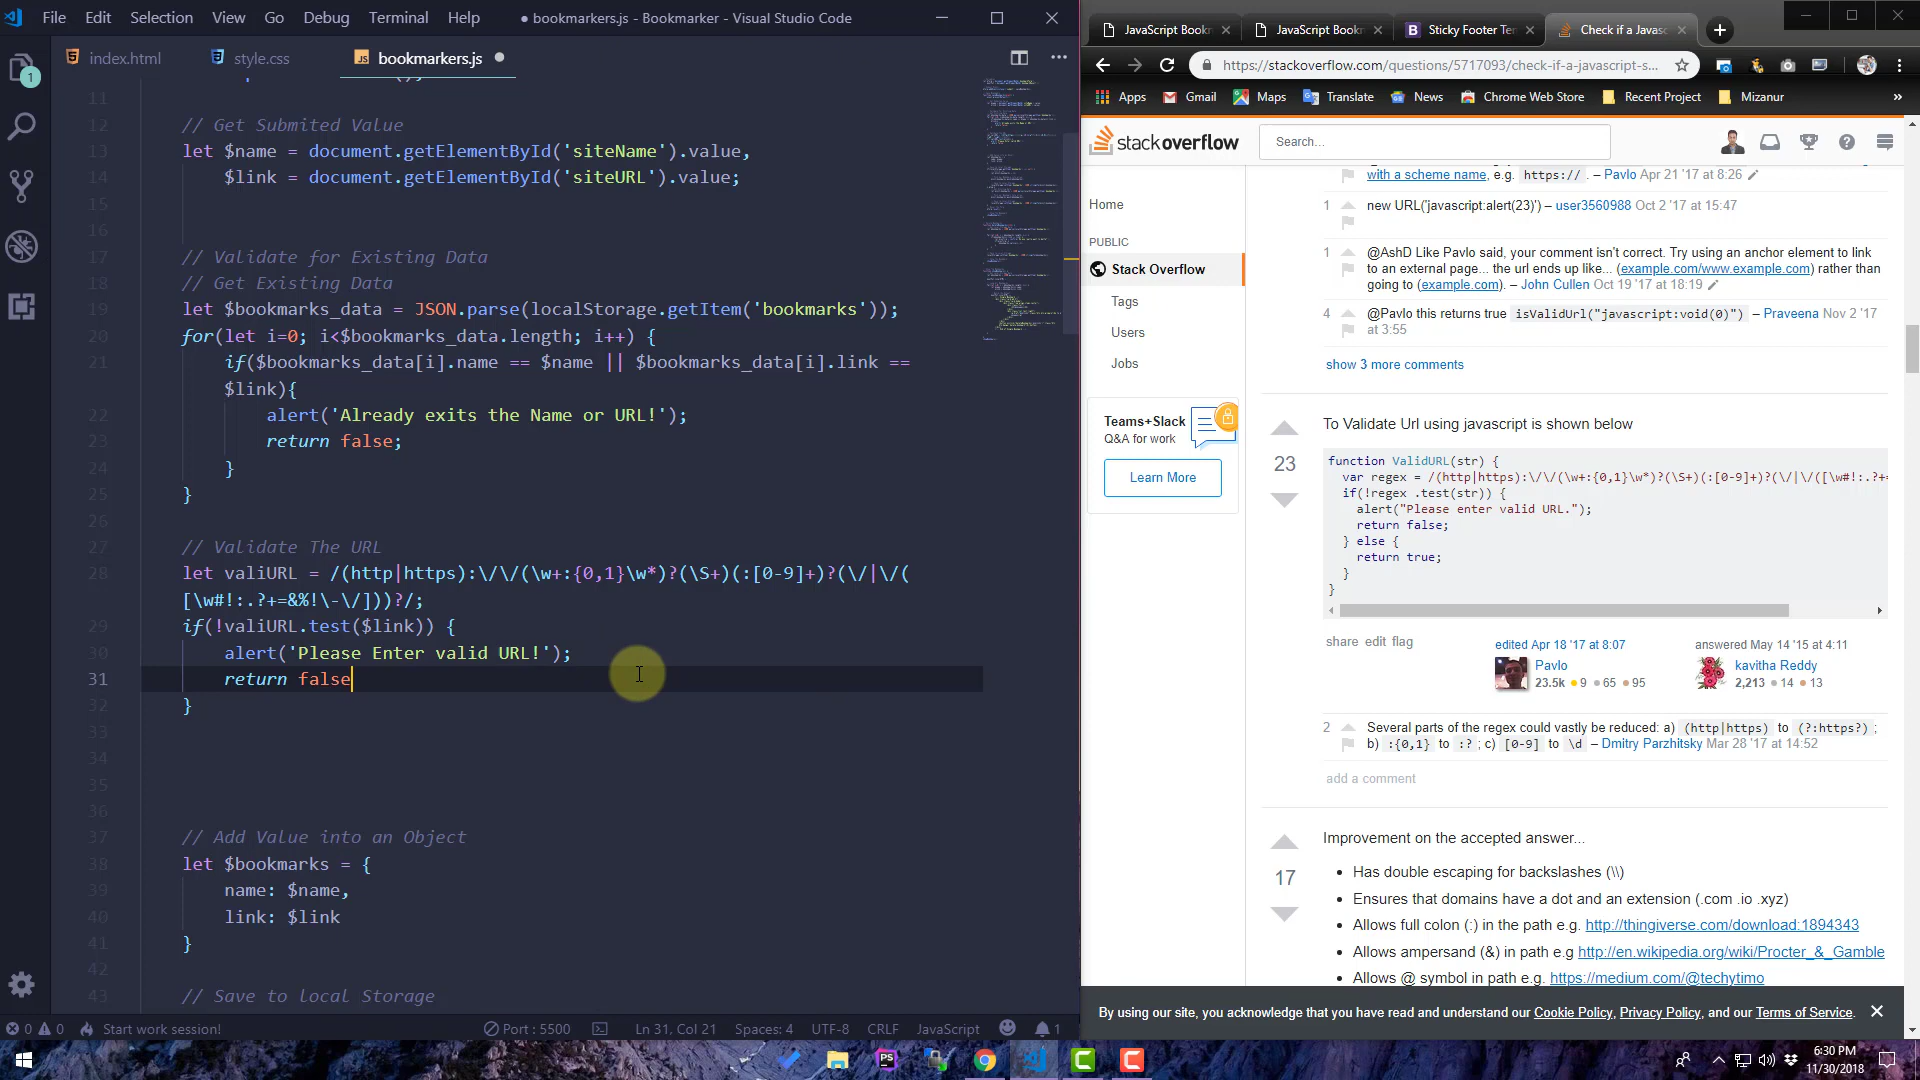 File Edit Selection View Go Debug Terminal Help
● bookmarkers.js - Bookmarker - Visual Studio Code
index.html
style.css
JS bookmarkers.js
11
12 // Get Submited Value
13 let $name = document.getElementById('siteName').value,
14 $link = document.getElementById('siteURL').value;
15
16
17 // Validate for Existing Data
18 // Get Existing Data
19 let $bookmarks_data = JSON.parse(localStorage.getItem('bookmarks'));
20 for(let i=0; i<$bookmarks_data.length; i++) {
21 if($bookmarks_data[i].name == $name || $bookmarks_data[i].link ==
$link){
22 alert('Already exits the Name or URL!');
23 return false;
24 }
25 }
26
27 // Validate The URL
28 let valiURL = /(http|https):\/\/(\w+:{0,1}\w*)?(\S+)(:[0-9]+)?(\/|\/(
[\w#!:.?+=&%!\-\/]))?/;
29 if(!valiURL.test($link)) {
30 alert('Please Enter valid URL!');
31 return false
32 }
33
34
35
36
37 // Add Value into an Object
38 let $bookmarks = {
39 name: $name,
40 link: $link
41 }
42
43 // Save to local Storage
0 0 Start work session!
Port : 5500
Ln 31, Col 21
Spaces: 4
UTF-8
CRLF
JavaScript
1
1
JavaScript Bookm
JavaScript Bookm
B Sticky Footer Tem
Check if a Javasc
https://stackoverflow.com/questions/5717093/check-if-a-javascript-s...
Apps Gmail Maps Translate News Chrome Web Store Recent Project Mizanur »
stackoverflow
Search...
Home
PUBLIC
Stack Overflow
Tags
Users
Jobs
Teams+Slack
Q&A for work
Learn More
with a scheme name, e.g. https:// . – Pavlo Apr 21 '17 at 8:26
1 new URL('javascript:alert(23)') – user3560988 Oct 2 '17 at 15:47
1 @AshD Like Pavlo said, your comment isn't correct. Try using an anchor element to link
to an external page... the url ends up like... (example.com/www.example.com) rather than
going to (example.com). – John Cullen Oct 19 '17 at 18:19
4 @Pavlo this returns true isValidUrl("javascript:void(0)") – Praveena Nov 2 '17
at 3:55
show 3 more comments
23
To Validate Url using javascript is shown below
function ValidURL(str) {
var regex = /(http|https):\/\/(\w+:{0,1}\w*)?(\S+)(:[0-9]+)?(\/|\/([\w#!:.?+=
if(!regex .test(str)) {
alert("Please enter valid URL.");
return false;
} else {
return true;
}
}
share edit flag
edited Apr 18 '17 at 8:07
Pavlo
23.5k ●9 ●65 ●95
answered May 14 '15 at 4:11
kavitha Reddy
2,213 ●14 ●13
2 Several parts of the regex could vastly be reduced: a) (http|https) to (?:https?) ;
b) :{0,1} to :? ; c) [0-9] to \d – Dmitry Parzhitsky Mar 28 '17 at 14:52
add a comment
17
Improvement on the accepted answer...
• Has double escaping for backslashes (\\)
• Ensures that domains have a dot and an extension (.com .io .xyz)
• Allows full colon (:) in the path e.g. http://thingiverse.com/download:1894343
• Allows ampersand (&) in path e.g http://en.wikipedia.org/wiki/Procter_&_Gamble
• Allows @ symbol in path e.g. https://medium.com/@techytimo
By using our site, you acknowledge that you have read and understand our Cookie Policy, Privacy Policy, and our Terms of Service.
PS
6:30 PM
11/30/2018